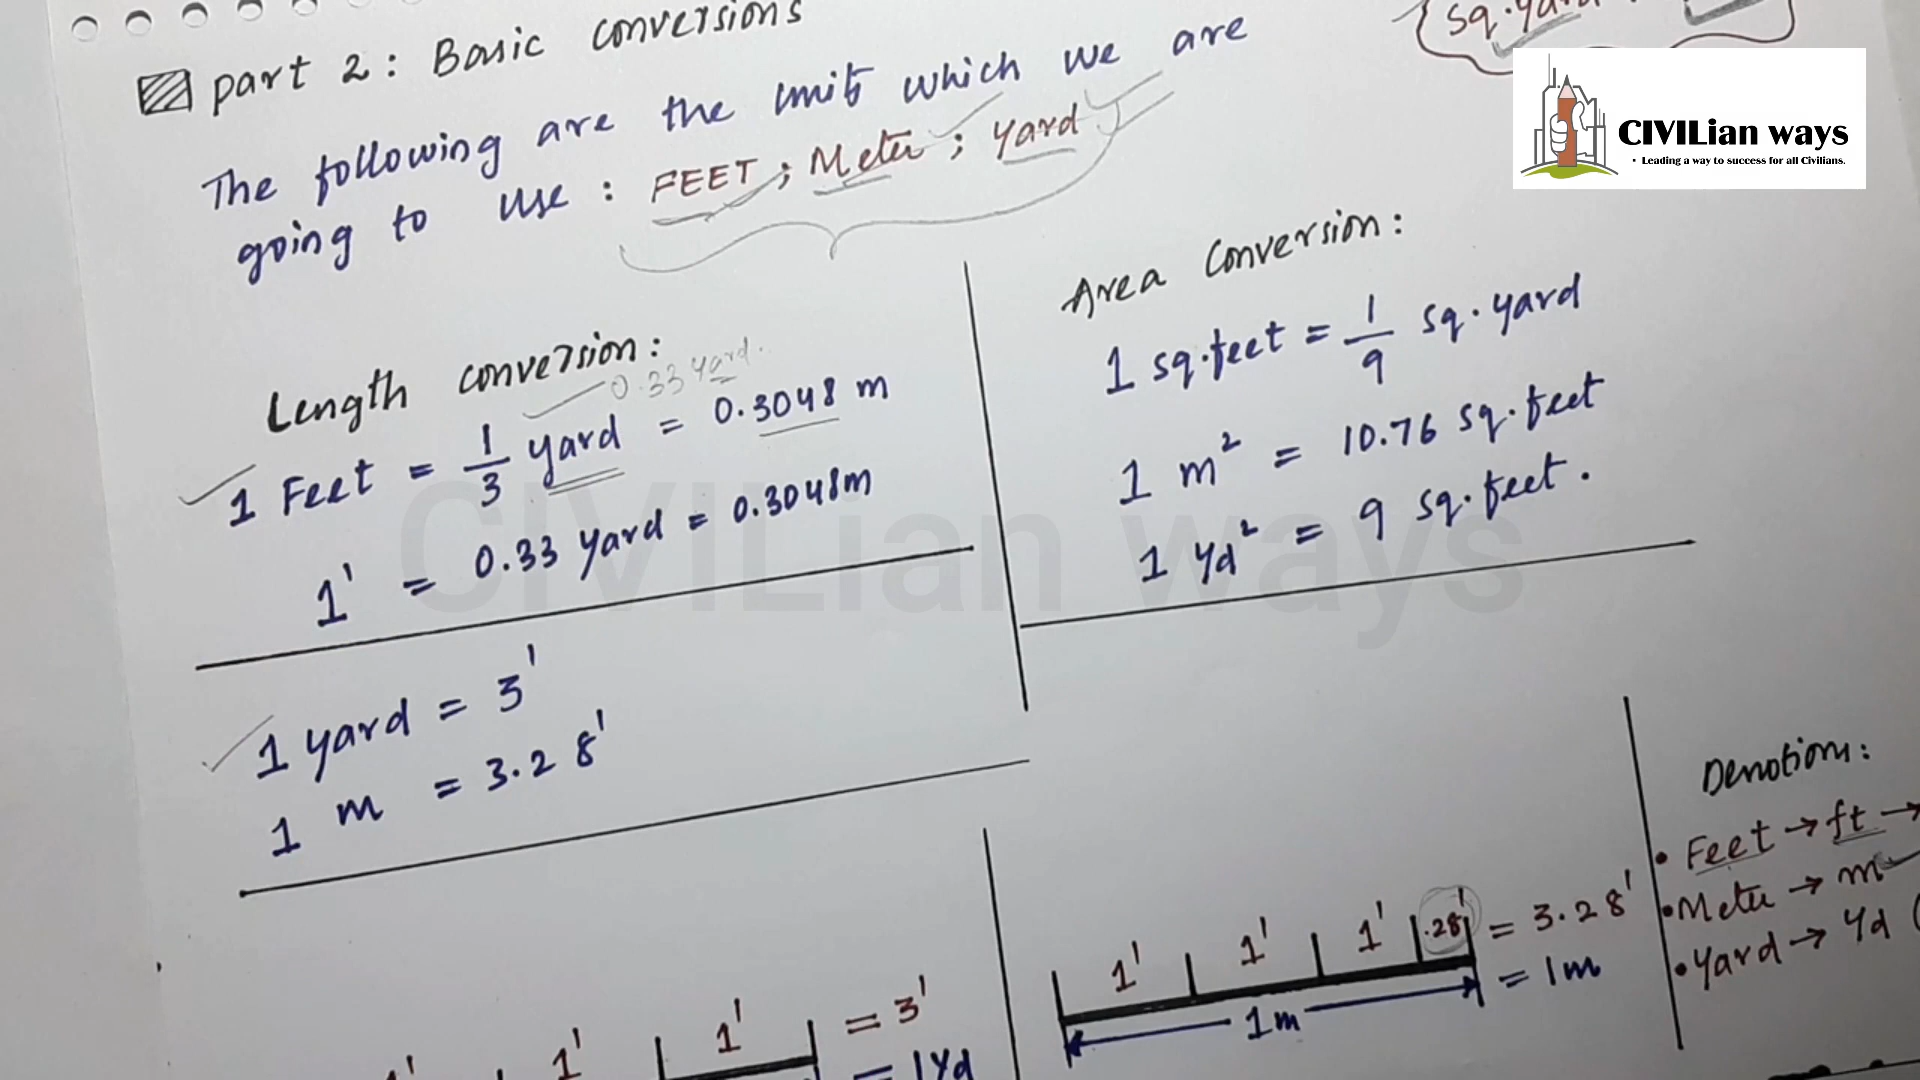 part 2: Basic conversions
sq.yard
The following are the units which we are
going to use : FEET ; Meter ; Yard
CIVILian ways
• Leading a way to success for all Civilians.
Length conversion:
0.33 yard.
1 Feet = 1/3 yard = 0.3048 m
1' = 0.33 yard = 0.3048m
1 yard = 3'
1 m = 3.28'
Area Conversion:
1 sq.feet = 1/9 sq.yard
1 m² = 10.76 sq.feet
1 yd² = 9 sq.feet.
CIVILian ways
1' 1' 1' = 3'
= 1yd
1' 1' 1' .28' = 3.28'
= 1m
1m
Denotions:
• Feet → ft →
• Meter → m
• Yard → yd (